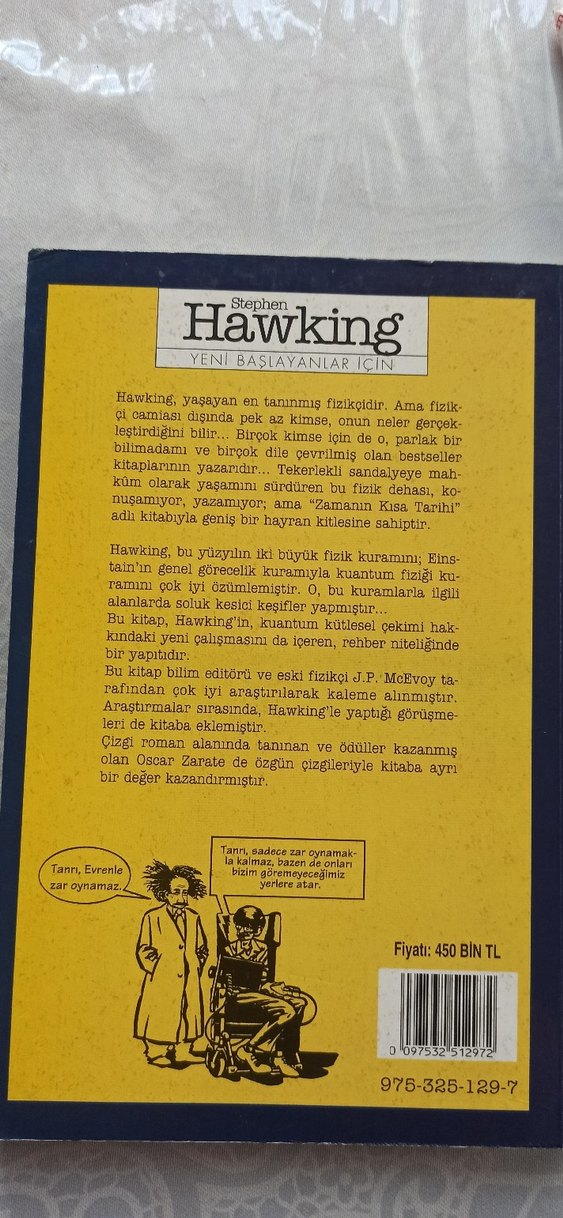 Stephen
Hawking
YENİ BAŞLAYANLAR İÇİN
Hawking, yaşayan en tanınmış fizikçidir. Ama fizik-
çi camiası dışında pek az kimse, onun neler gerçek-
leştirdiğini bilir... Birçok kimse için de o, parlak bir
bilimadamı ve birçok dile çevrilmiş olan bestseller
kitaplarının yazarıdır... Tekerlekli sandalyeye mah-
kûm olarak yaşamını sürdüren bu fizik dehası, ko-
nuşamıyor, yazamıyor; ama "Zamanın Kısa Tarihi"
adlı kitabıyla geniş bir hayran kitlesine sahiptir.
Hawking, bu yüzyılın iki büyük fizik kuramını; Eins-
tain'ın genel görecelik kuramıyla kuantum fiziği ku-
ramını çok iyi özümlemiştir. O, bu kuramlarla ilgili
alanlarda soluk kesici keşifler yapmıştır...
Bu kitap, Hawking'in, kuantum kütlesel çekimi hak-
kındaki yeni çalışmasını da içeren, rehber niteliğinde
bir yapıtıdır.
Bu kitap bilim editörü ve eski fizikçi J.P. McEvoy ta-
rafından çok iyi araştırılarak kaleme alınmıştır.
Araştırmalar sırasında, Hawking'le yaptığı görüşme-
leri de kitaba eklemiştir.
Çizgi roman alanında tanınan ve ödüller kazanmış
olan Oscar Zarate de özgün çizgileriyle kitaba ayrı
bir değer kazandırmıştır.
Tanrı, Evrenle
zar oynamaz.
Tanrı, sadece zar oynamak-
la kalmaz, bazen de onları
bizim göremeyeceğimiz
yerlere atar.
Fiyatı: 450 BİN TL
0 097532 512972
975-325-129-7